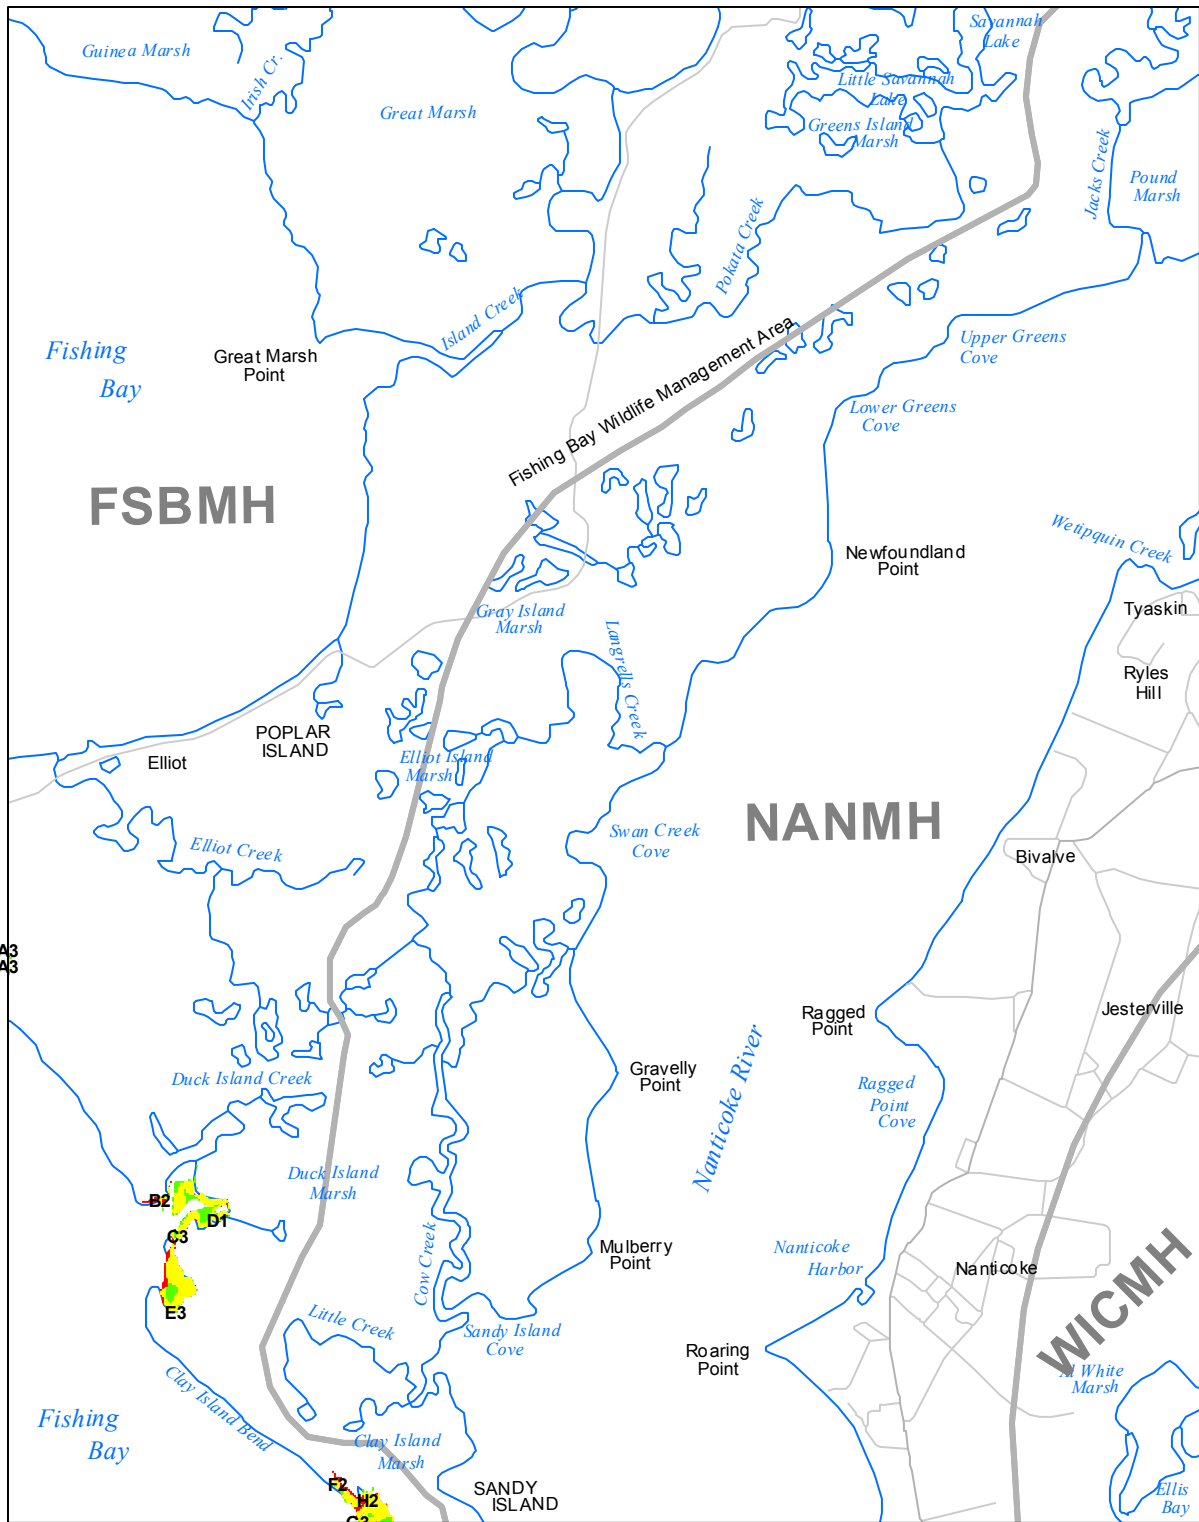 Guinea Marsh
Irish Cr.
Great Marsh
Savannah
Lake
Little Savannah
Lake
Greens Island
Marsh
Jacks Creek
Pound
Marsh
Pokata Creek
Island Creek
Fishing
Bay
Great Marsh
Point
Upper Greens
Cove
Fishing Bay Wildlife Management Area
Lower Greens
Cove
FSBMH
Wetipquin Creek
Newfoundland
Point
Gray Island
Marsh
Langrells Creek
Tyaskin
Ryles
Hill
POPLAR
ISLAND
Elliot
Elliot Island
Marsh
NANMH
Swan Creek
Cove
Elliot Creek
Bivalve
A3
A3
Ragged
Point
Jesterville
Duck Island Creek
Gravelly
Point
Nanticoke River
Ragged
Point
Cove
Duck Island
Marsh
B2
D1
C3
Cow Creek
Mulberry
Point
Nanticoke
Harbor
Nanticoke
E3
Little Creek
Sandy Island
Cove
Roaring
Point
WICMH
Al White
Marsh
Clay Island Bend
Fishing
Bay
Clay Island
Marsh
F2
H2
G3
SANDY
ISLAND
Ellis
Bay